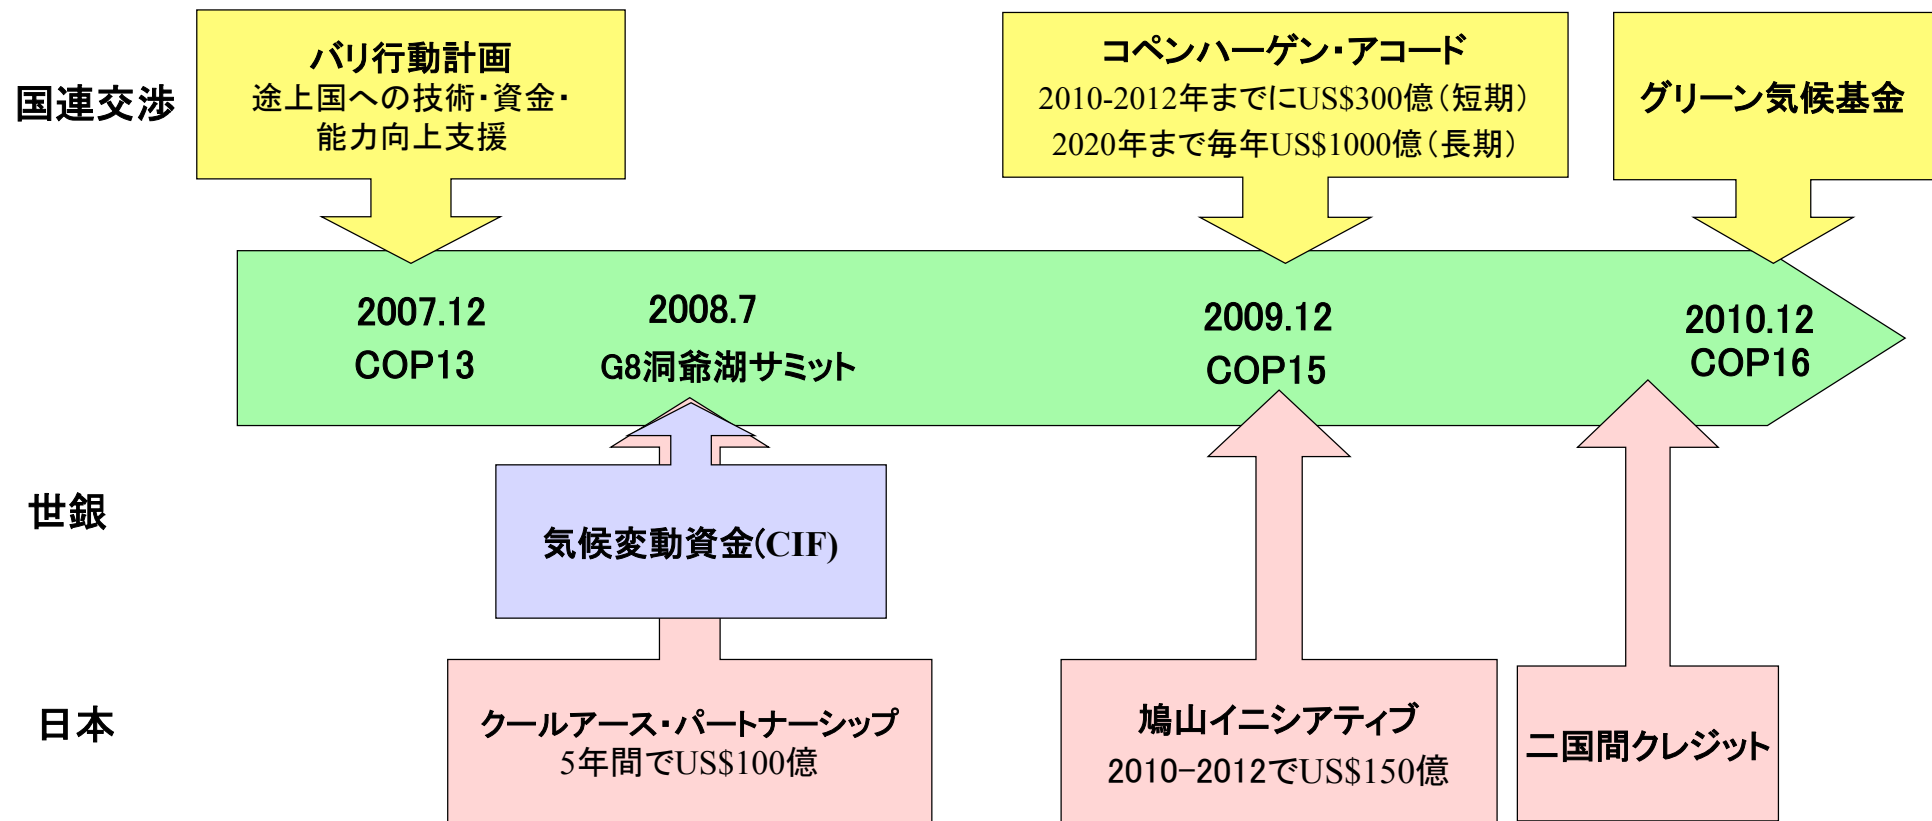 国連交渉
バリ行動計画
途上国への技術・資金・
能力向上支援
コペンハーゲン・アコード
2010-2012年までにUS$300億（短期）
2020年まで毎年US$1000億（長期）
グリーン気候基金
2007.12
COP13
2008.7
G8洞爺湖サミット
2009.12
COP15
2010.12
COP16
世銀
気候変動資金(CIF)
日本
クールアース・パートナーシップ
5年間でUS$100億
鳩山イニシアティブ
2010-2012でUS$150億
二国間クレジット